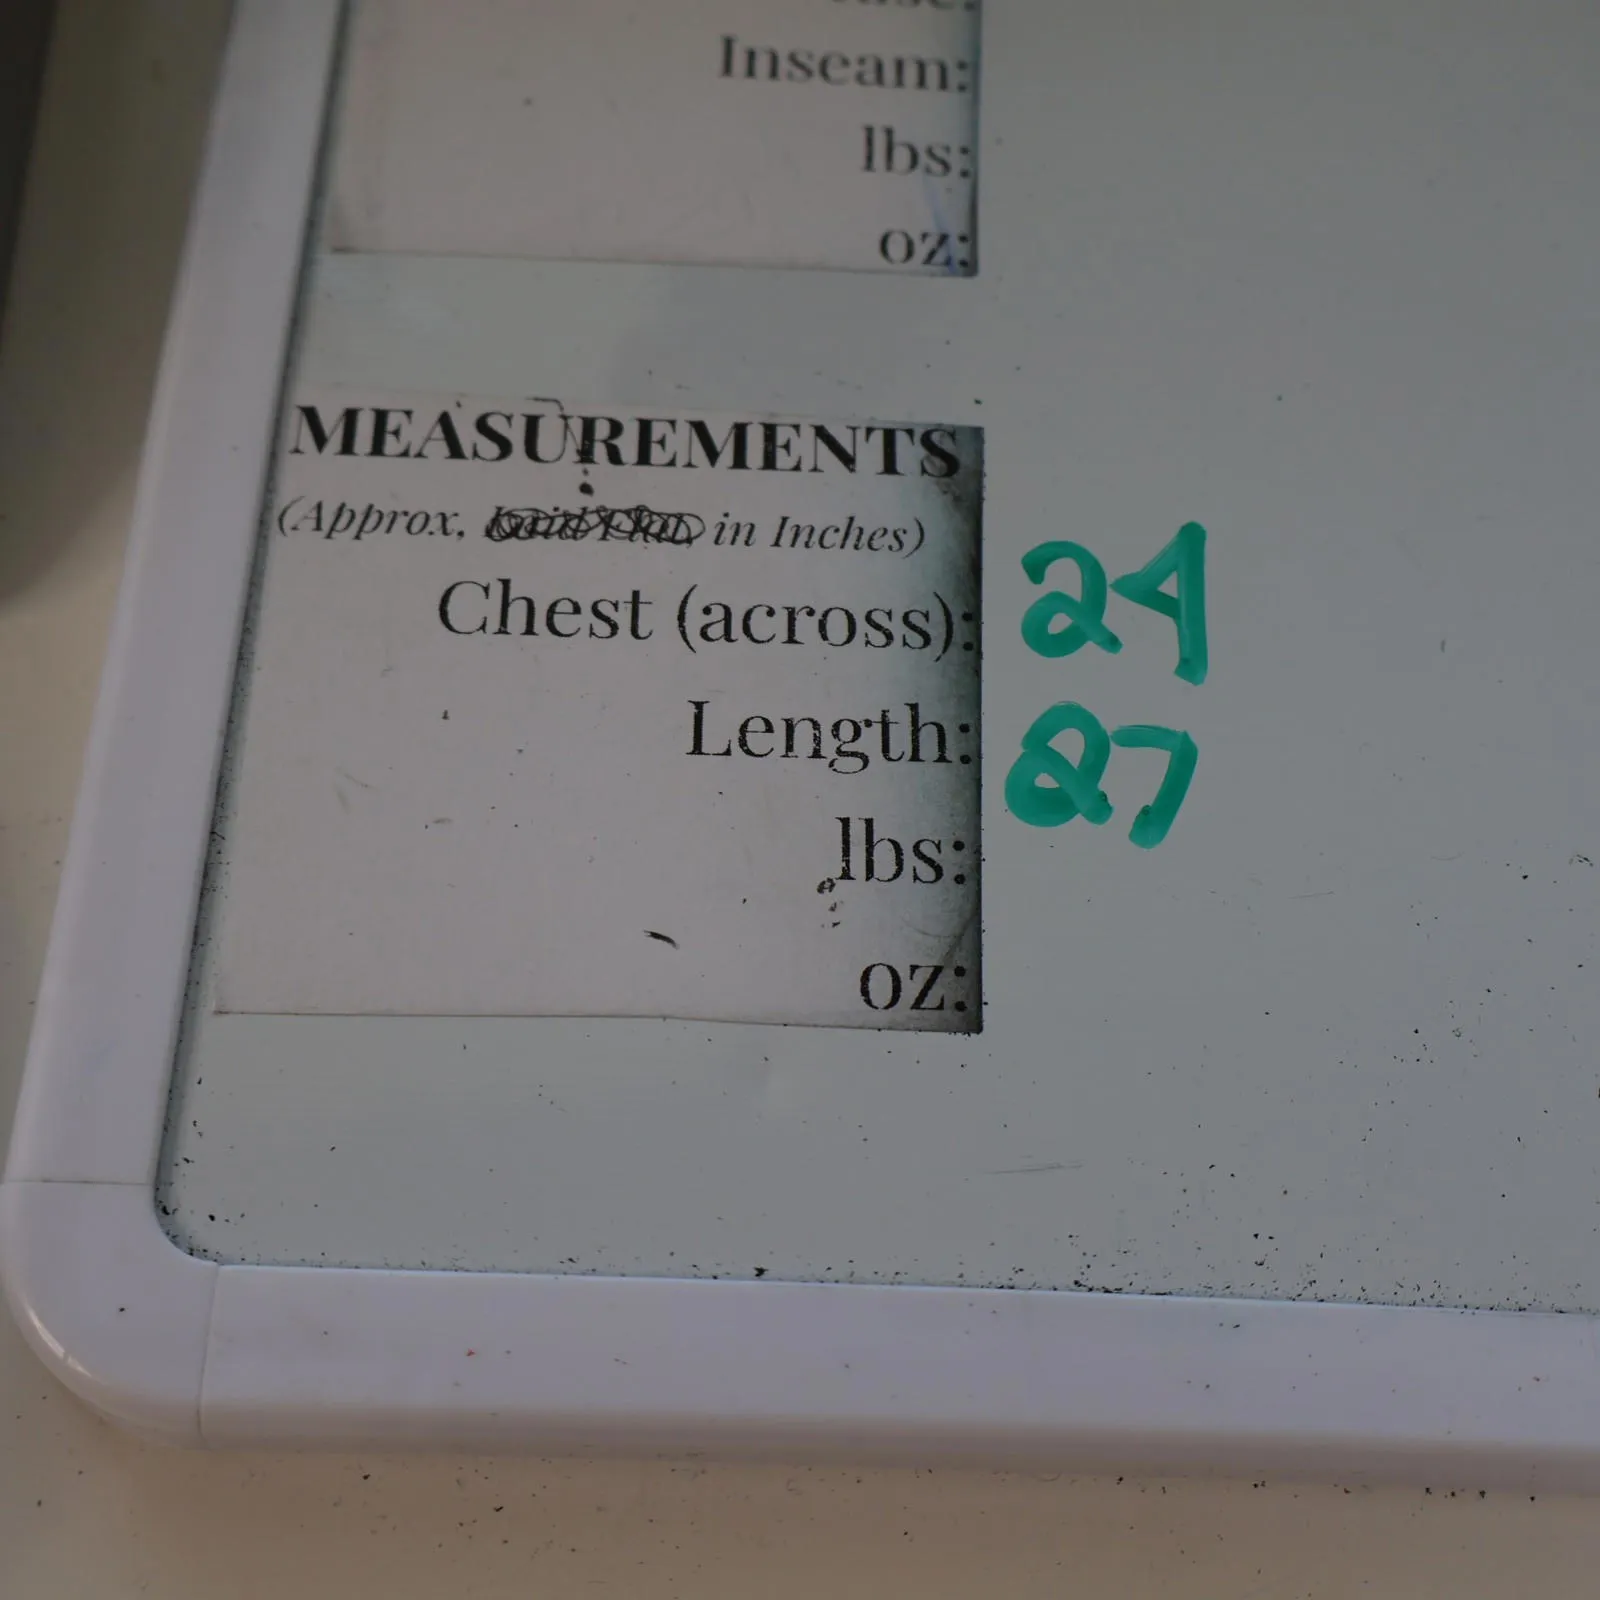 Inseam:
lbs:
oz:
MEASUREMENTS
(Approx, in Inches)
Chest (across): 24
Length: 27
lbs:
oz: